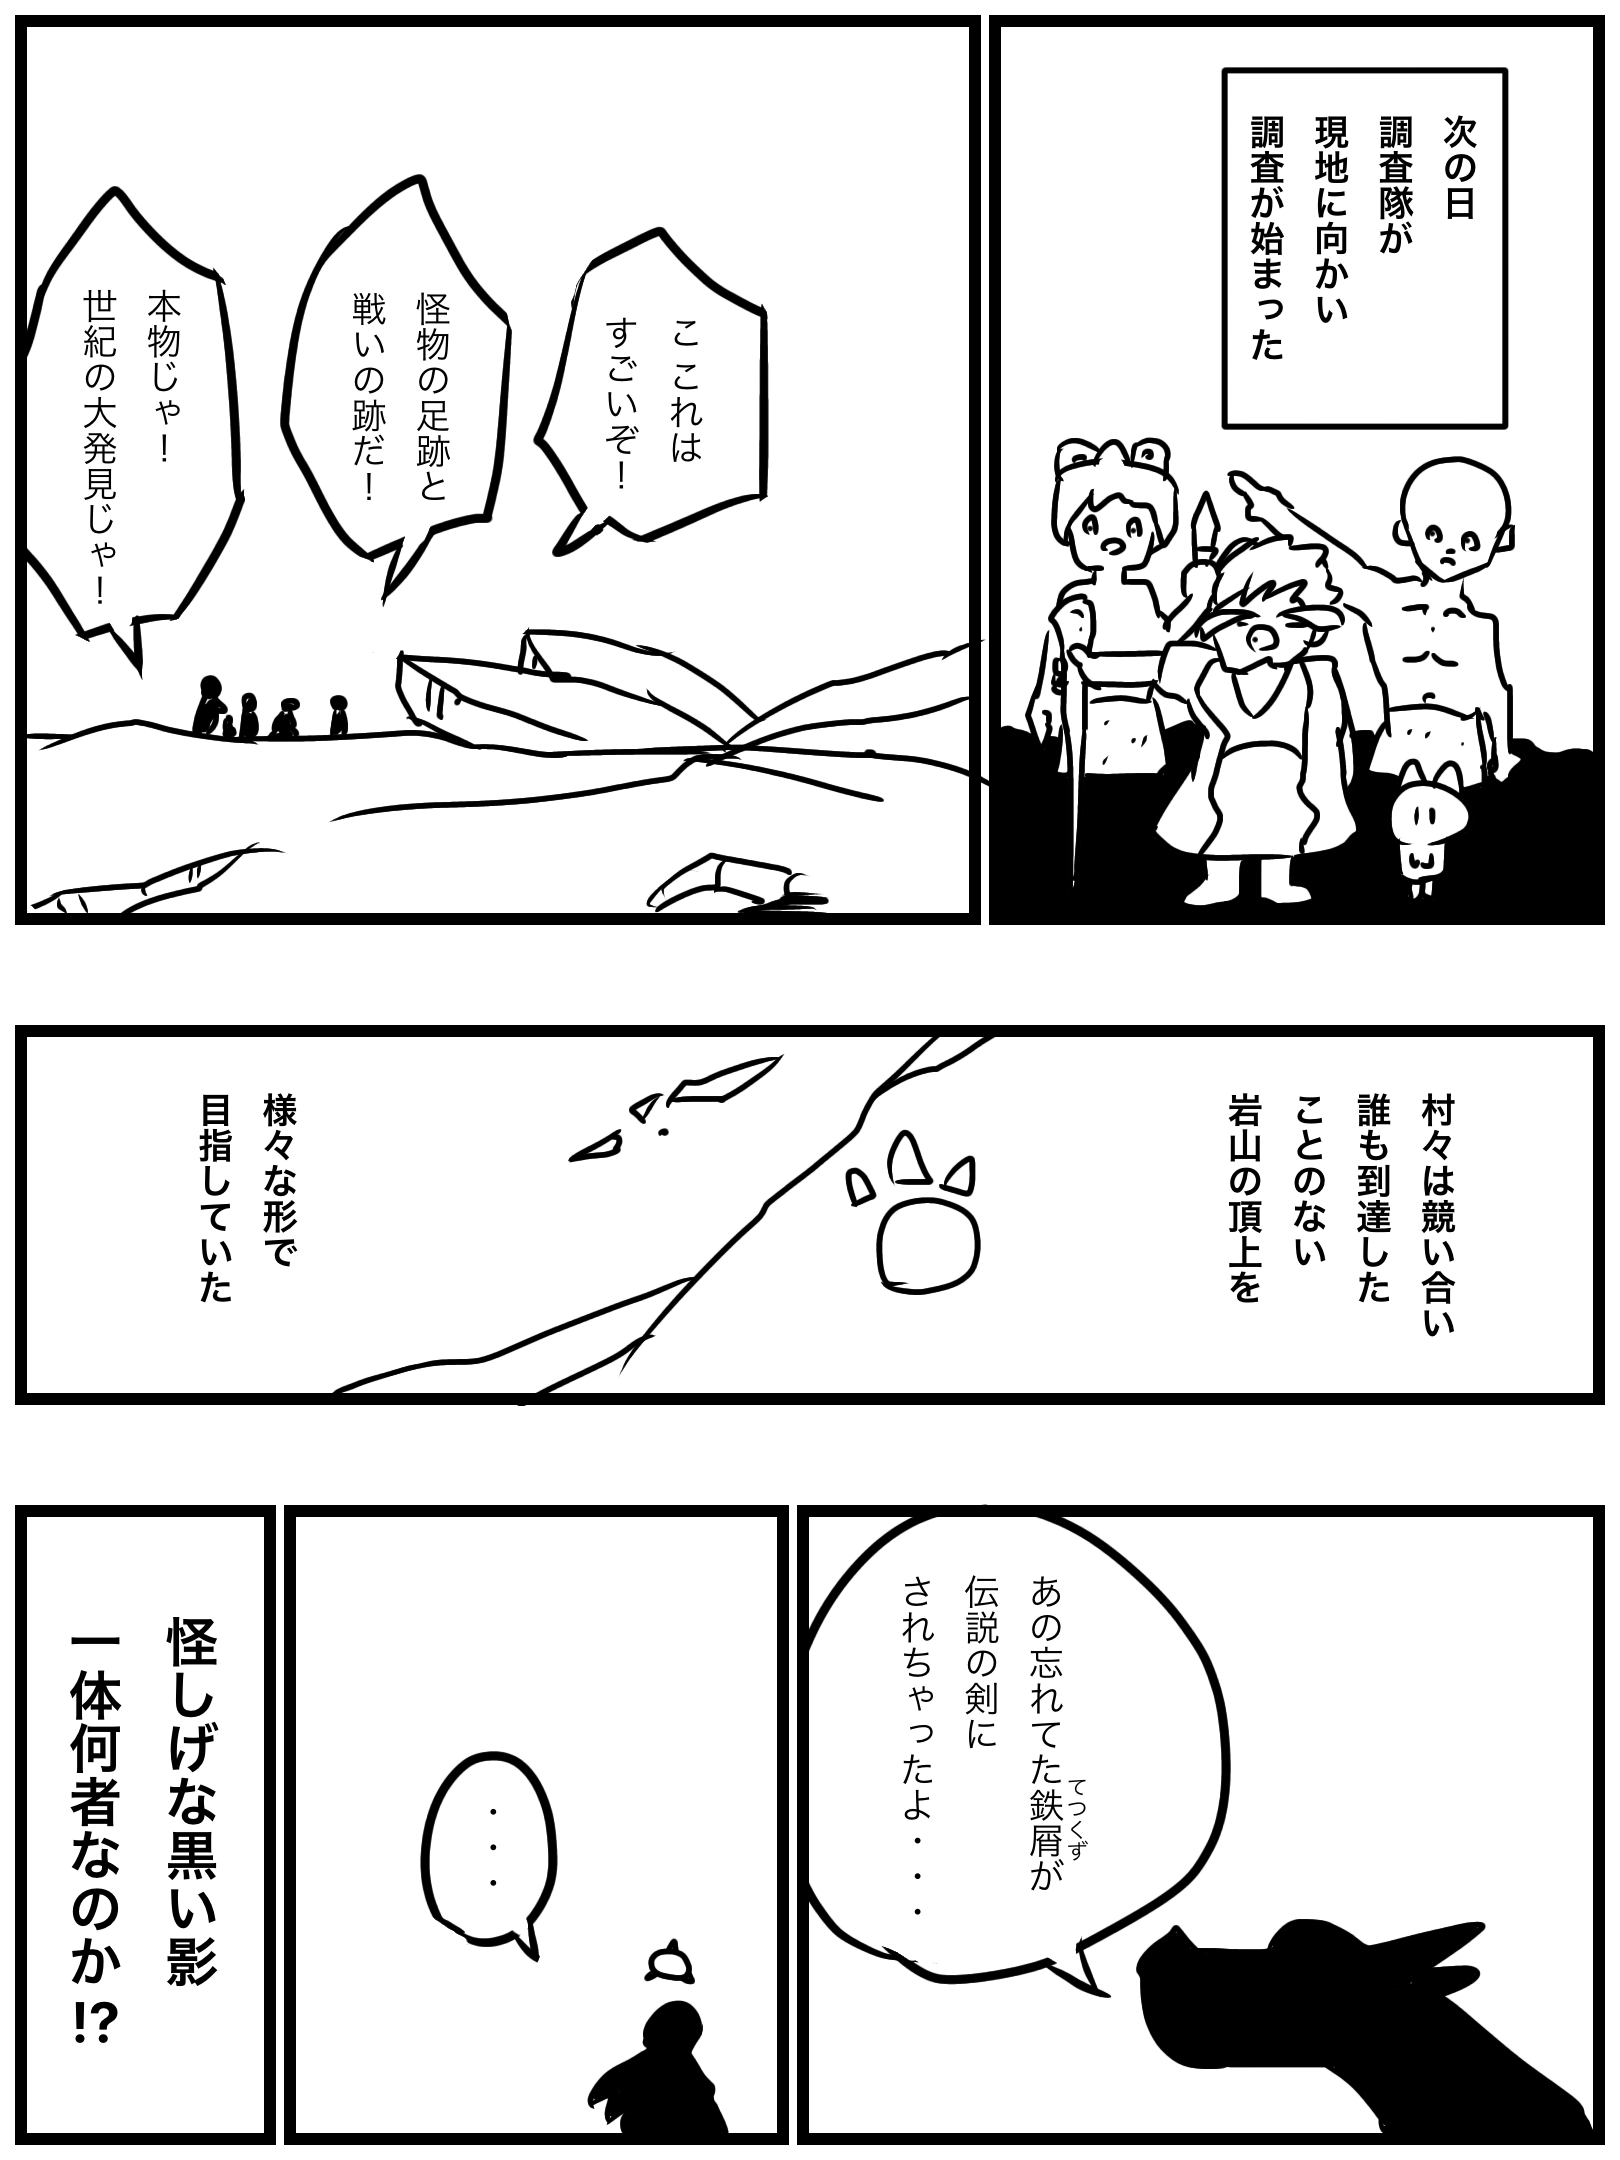 次の日
調査隊が
現地に向かい
調査が始まった
こ これは
すごいぞ！
怪物の足跡と
戦いの跡だ！
本物じゃ！
世紀の大発見じゃ！
村々は競い合い
誰も到達した
ことのない
岩山の頂上を
様々な形で
目指していた
あの忘れてた鉄屑が
てつくず
伝説の剣に
されちゃったよ・・・
・・・
怪しげな黒い影
一体何者なのか⁉